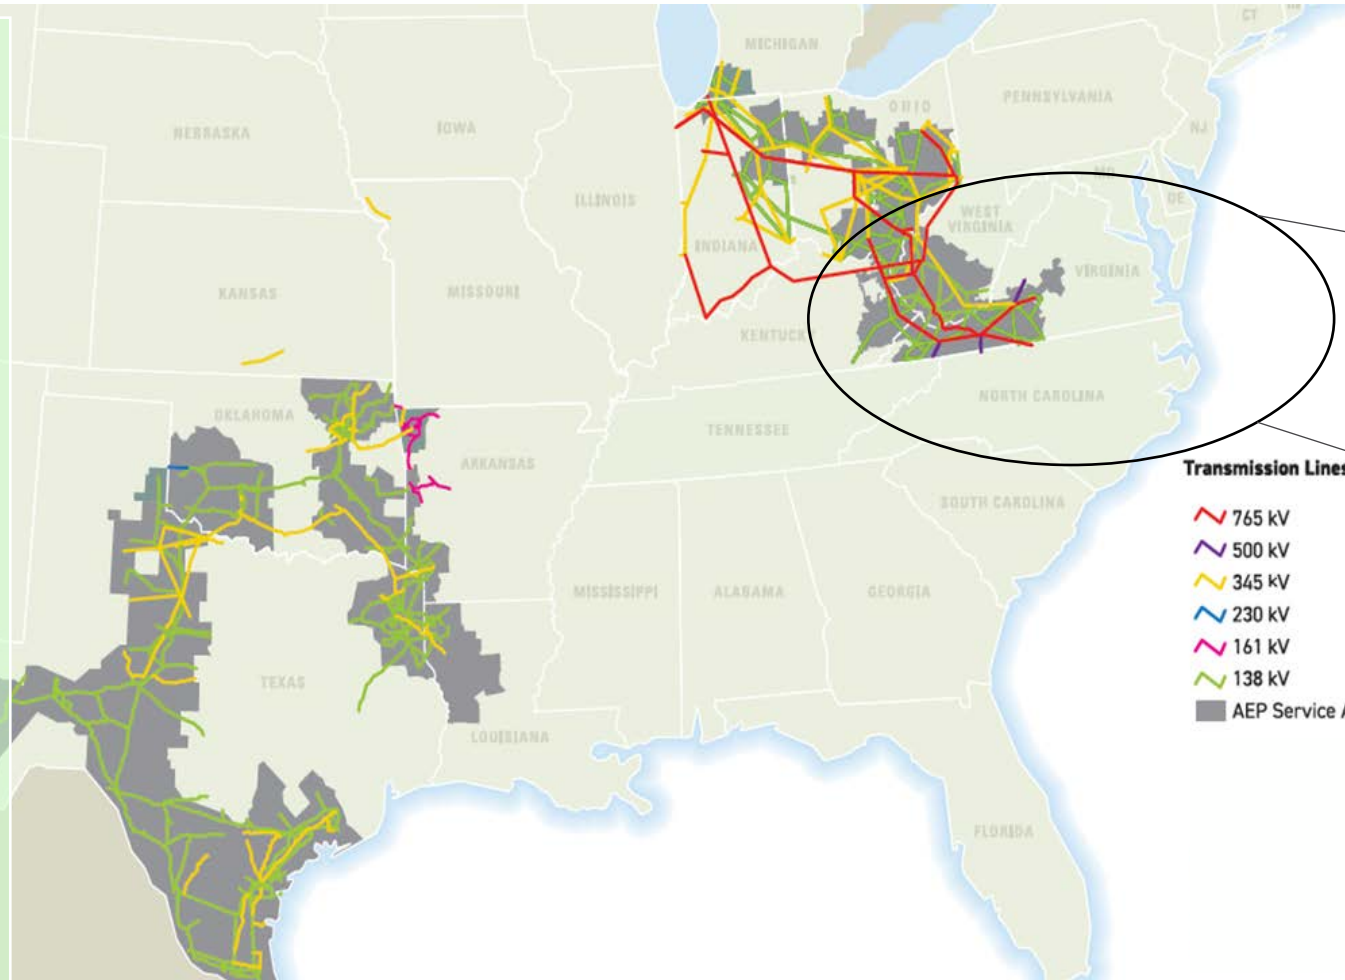 CT
MICHIGAN
OHIO
PENNSYLVANIA
NEBRASKA
IOWA
NJ
MD
ILLINOIS
DE
WEST
VIRGINIA
INDIANA
VIRGINIA
KANSAS
MISSOURI
KENTUCKY
NORTH CAROLINA
OKLAHOMA
TENNESSEE
ARKANSAS
SOUTH CAROLINA
MISSISSIPPI
ALABAMA
GEORGIA
TEXAS
LOUISIANA
FLORIDA
Transmission Lines
765 kV
500 kV
345 kV
230 kV
161 kV
138 kV
AEP Service A